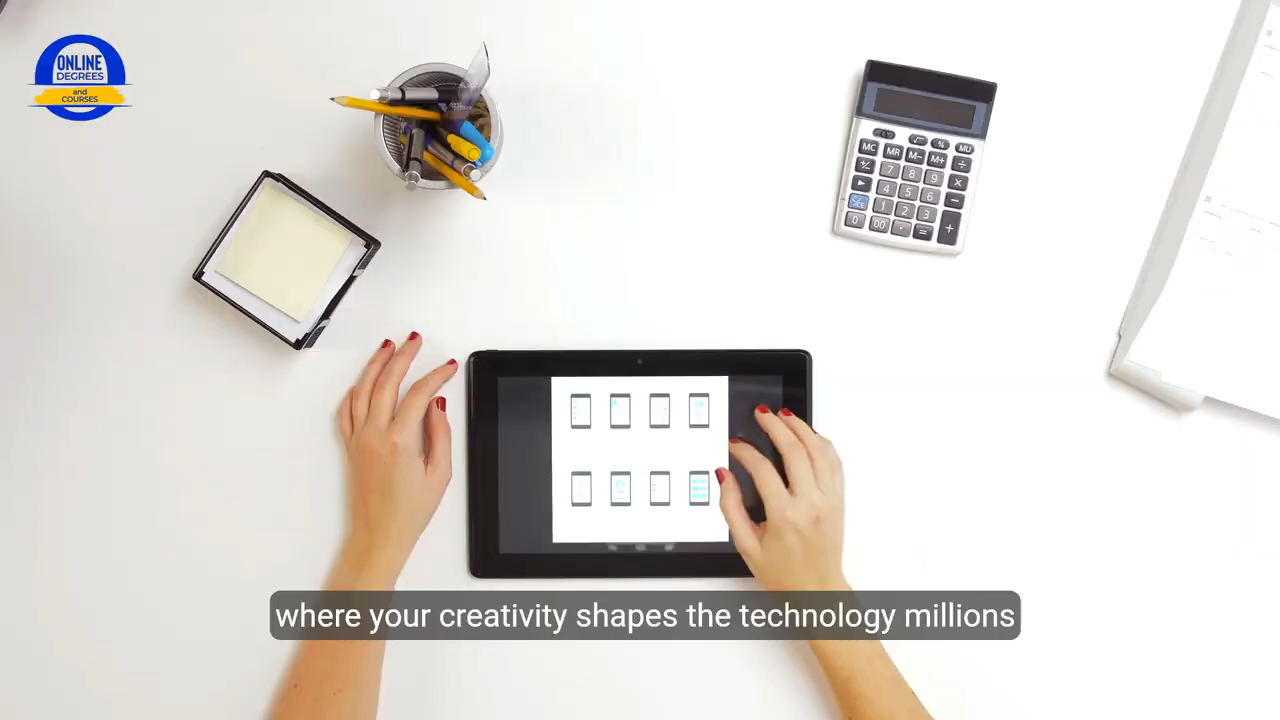 ONLINE
DEGREES
and
COURSES
MC MR M- M+ ÷
√ % MU
+/- 7 8 9 ×
4 5 6 −
C/CE 1 2 3 +
0 00 . =
where your creativity shapes the technology millions